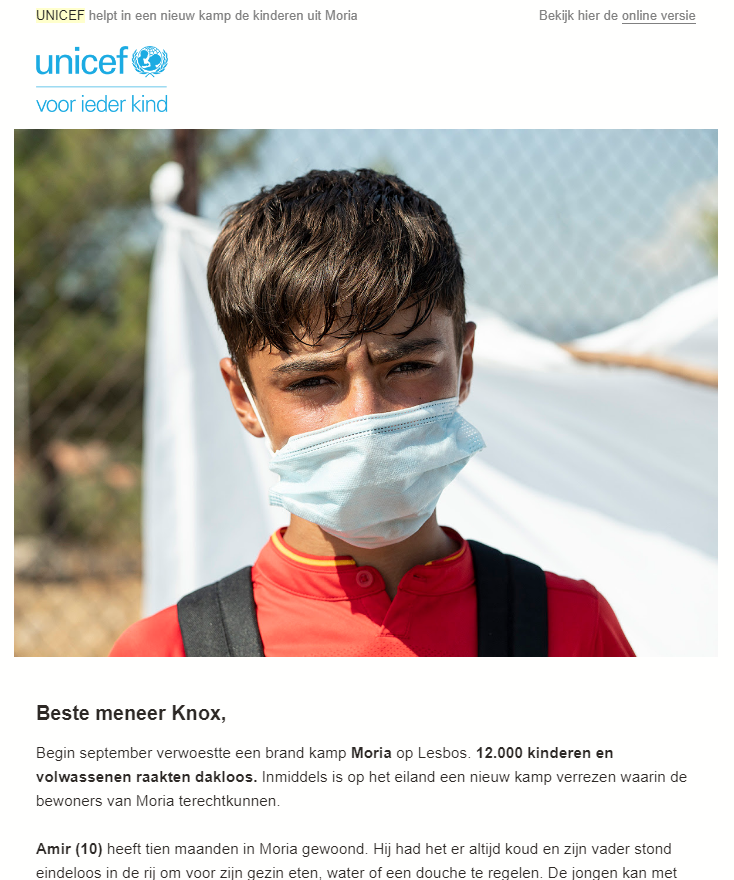 UNICEF helpt in een nieuw kamp de kinderen uit Moria
Bekijk hier de online versie
unicef
voor ieder kind
Beste meneer Knox,
Begin september verwoestte een brand kamp Moria op Lesbos. 12.000 kinderen en
volwassenen raakten dakloos. Inmiddels is op het eiland een nieuw kamp verrezen waarin de
bewoners van Moria terechtkunnen.
Amir (10) heeft tien maanden in Moria gewoond. Hij had het er altijd koud en zijn vader stond
eindeloos in de rij om voor zijn gezin eten, water of een douche te regelen. De jongen kan met